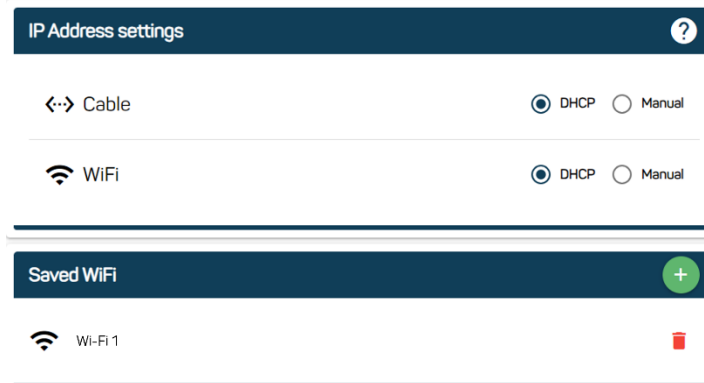 IP Address settings ?
Cable DHCP Manual
WiFi DHCP Manual
Saved WiFi +
Wi-Fi 1